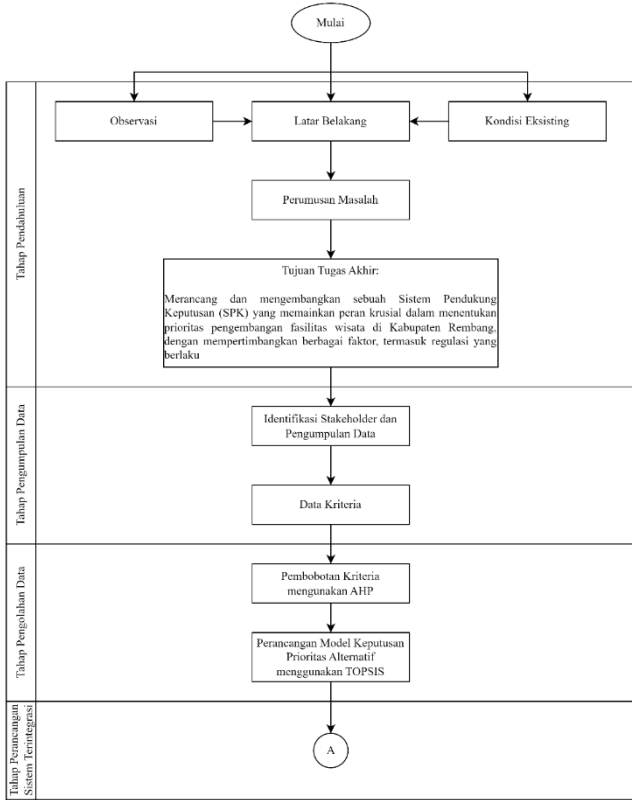 Mulai
Tahap Pendahuluan
Observasi
Latar Belakang
Kondisi Eksisting
Perumusan Masalah
Tujuan Tugas Akhir:
Merancang dan mengembangkan sebuah Sistem Pendukung
Keputusan (SPK) yang memainkan peran krusial dalam menentukan
prioritas pengembangan fasilitas wisata di Kabupaten Rembang,
dengan mempertimbangkan berbagai faktor, termasuk regulasi yang
berlaku
Tahap Pengumpulan Data
Identifikasi Stakeholder dan
Pengumpulan Data
Data Kriteria
Tahap Pengolahan Data
Pembobotan Kriteria
mengunakan AHP
Perancangan Model Keputusan
Prioritas Alternatif
menggunakan TOPSIS
Tahap Perancangan
Sistem Terintegrasi
A